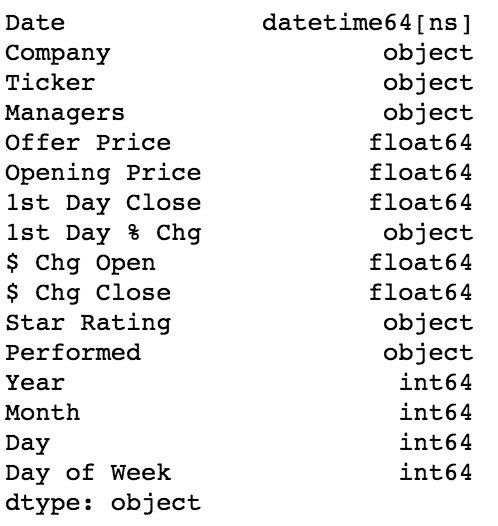 Date datetime64[ns]
Company object
Ticker object
Managers object
Offer Price float64
Opening Price float64
1st Day Close float64
1st Day % Chg object
$ Chg Open float64
$ Chg Close float64
Star Rating object
Performed object
Year int64
Month int64
Day int64
Day of Week int64
dtype: object